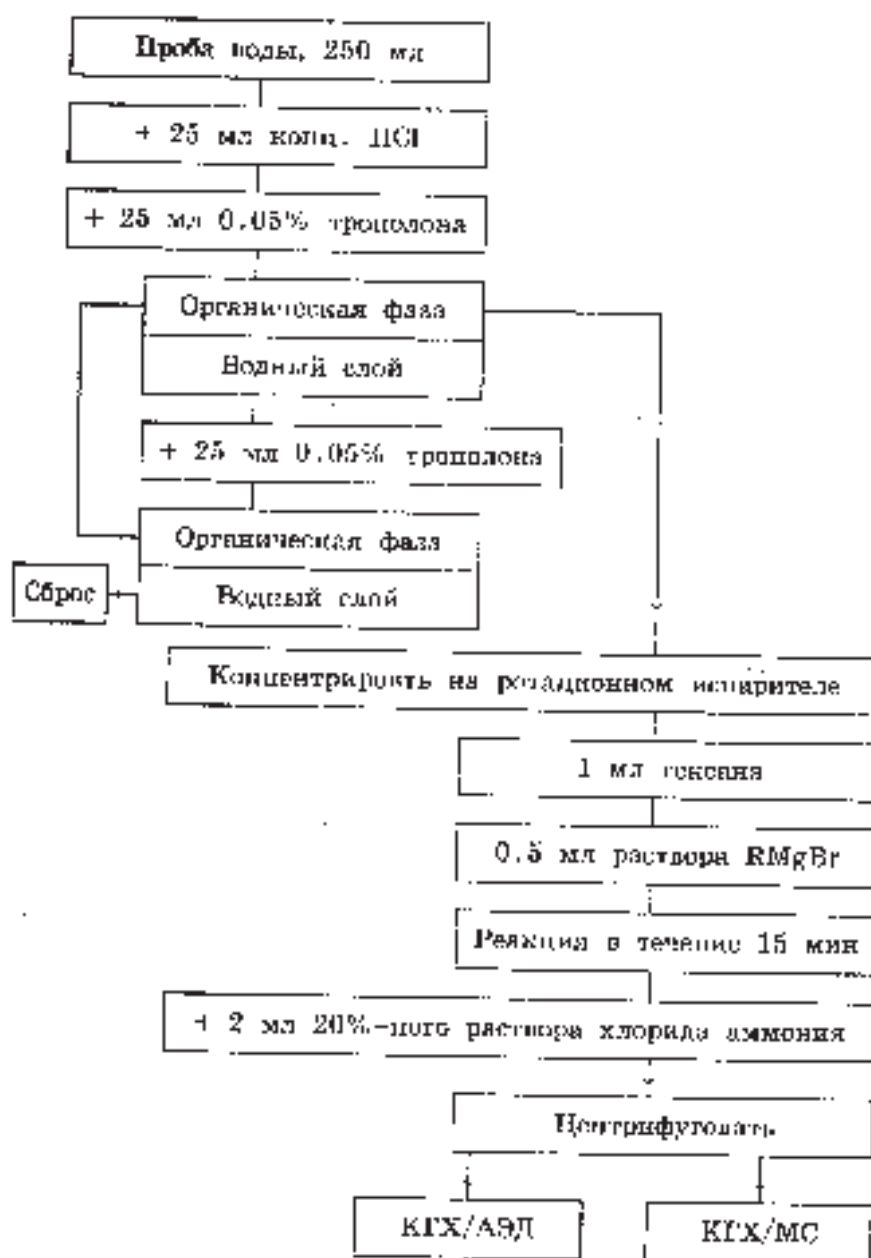 Проба воды, 250 мл
+ 25 мл конц. HCl
+ 25 мл 0.05% трополона
Органическая фаза
Водный слой
+ 25 мл 0.05% трополона
Органическая фаза
Сброс
Водный слой
Концентрировать на ротационном испарителе
1 мл гексана
0.5 мл раствора RMgBr
Реакция в течение 15 мин
+ 2 мл 20%-ного раствора хлорида аммония
Центрифуговать
КГХ/АЭД
КГХ/МС